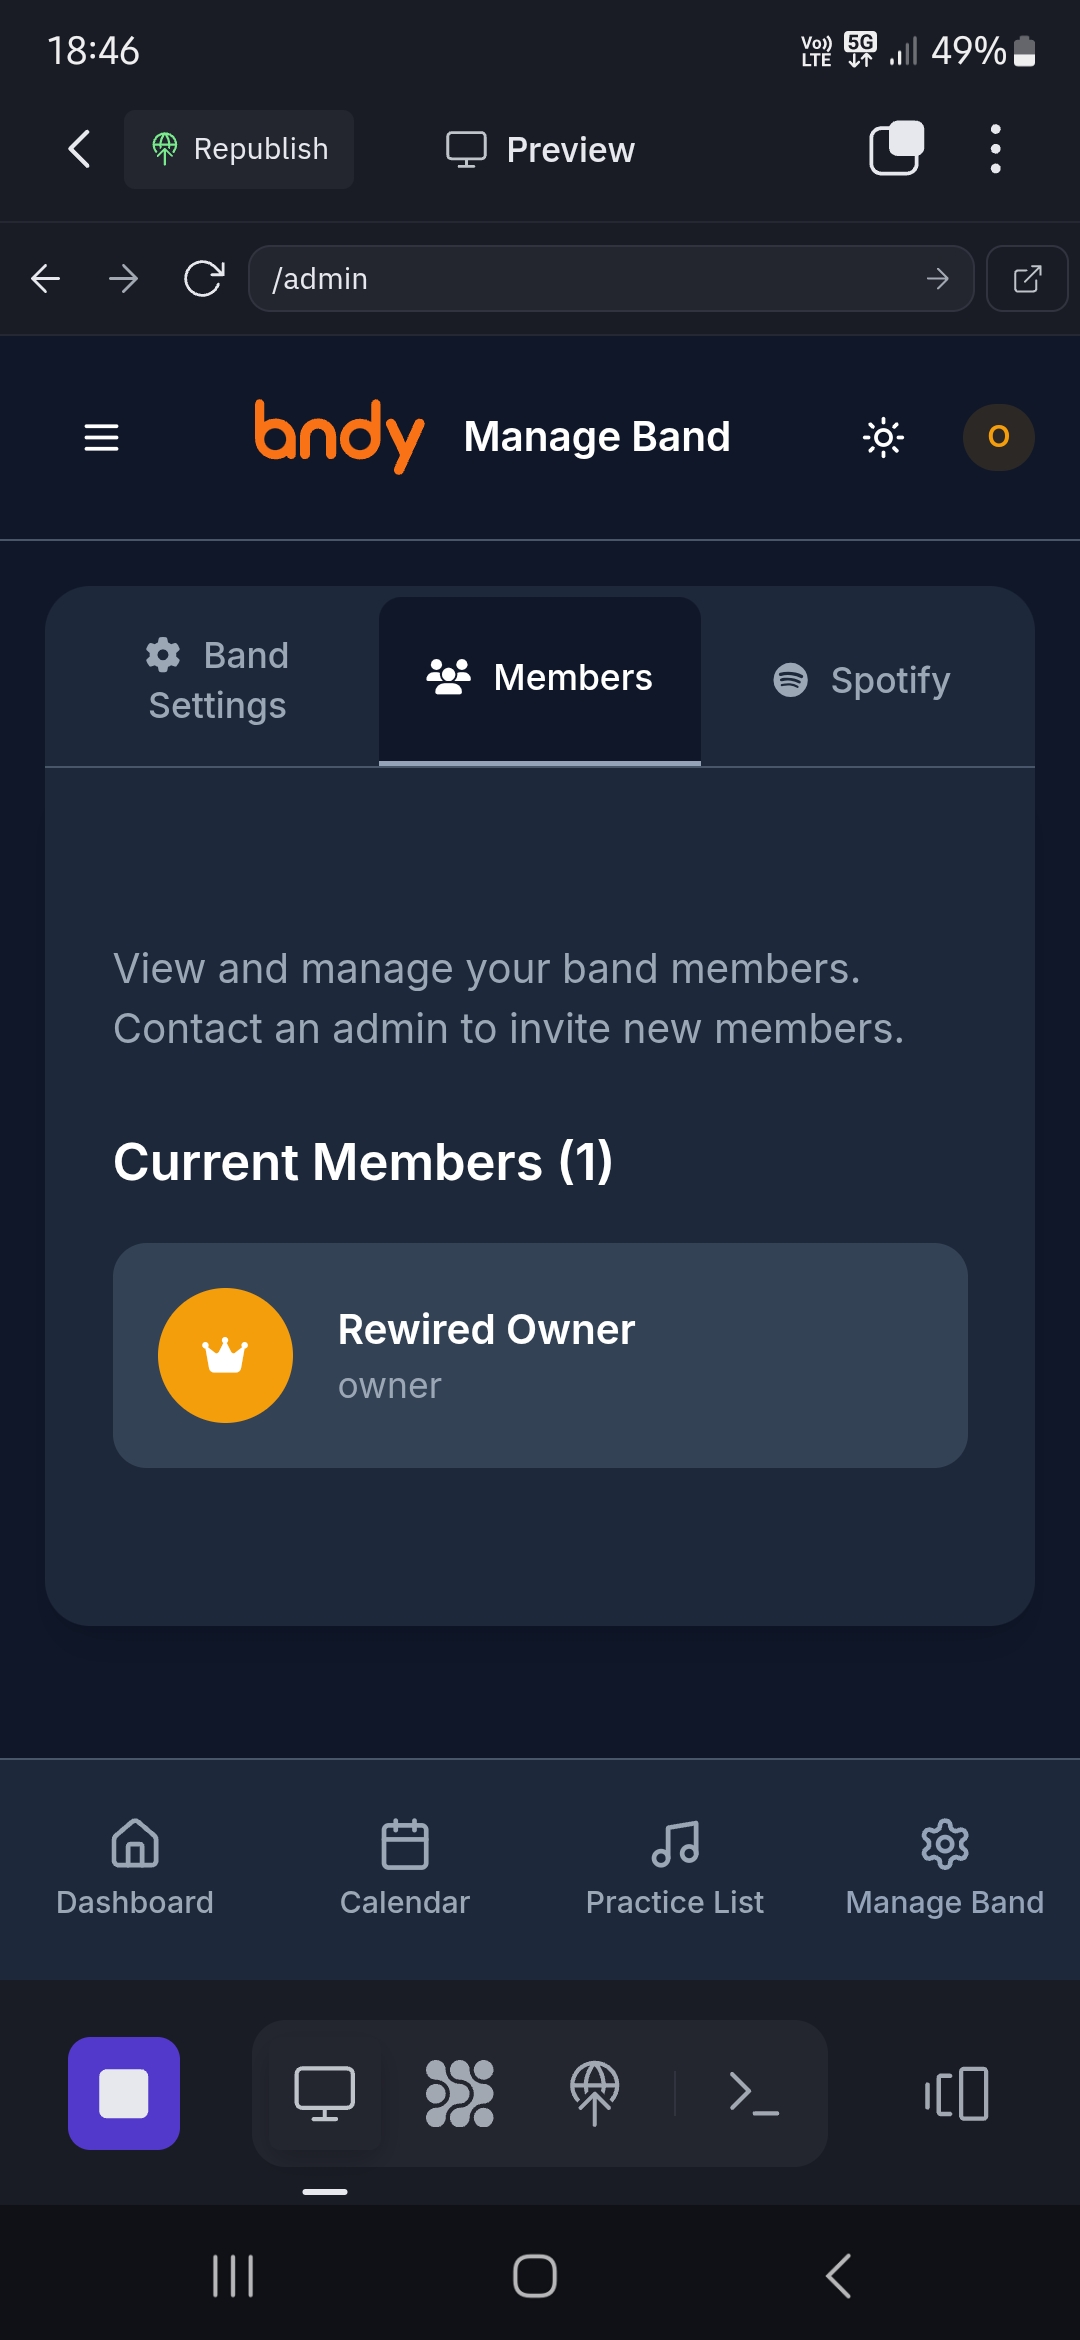 18:46
Vo)) LTE 5G 49%
Republish
Preview
/admin
bndy
Manage Band
O
Band
Settings
Members
Spotify
View and manage your band members.
Contact an admin to invite new members.
Current Members (1)
Rewired Owner
owner
Dashboard
Calendar
Practice List
Manage Band